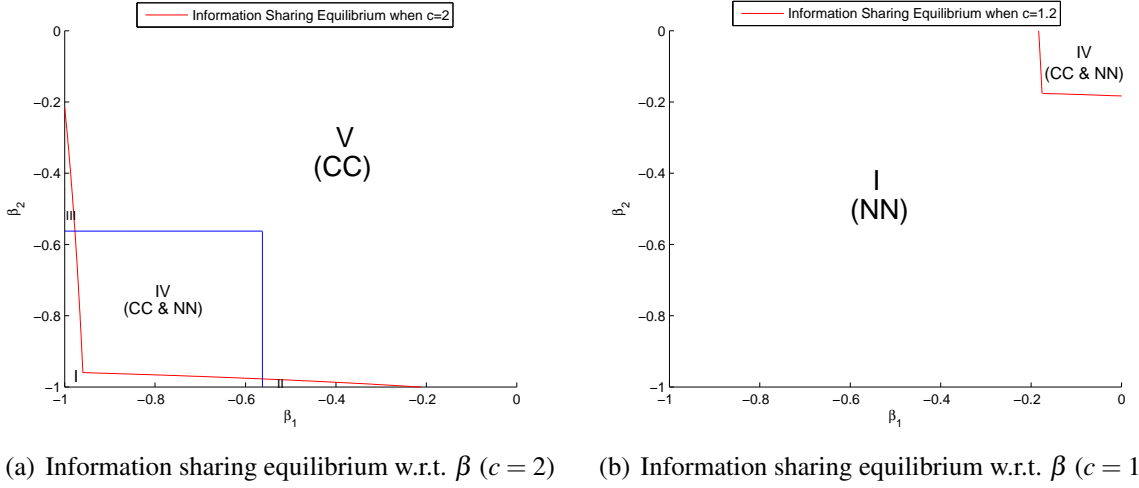 Information Sharing Equilibrium when c=2
0
−0.2
−0.4
−0.6
−0.8
−1
β2
V
(CC)
III
IV
(CC & NN)
I
II
−1
−0.8
−0.6
−0.4
−0.2
0
β1
(a) Information sharing equilibrium w.r.t. β (c = 2)
Information Sharing Equilibrium when c=1.2
0
−0.2
−0.4
−0.6
−0.8
−1
β2
IV
(CC & NN)
I
(NN)
−1
−0.8
−0.6
−0.4
−0.2
0
β1
(b) Information sharing equilibrium w.r.t. β (c = 1